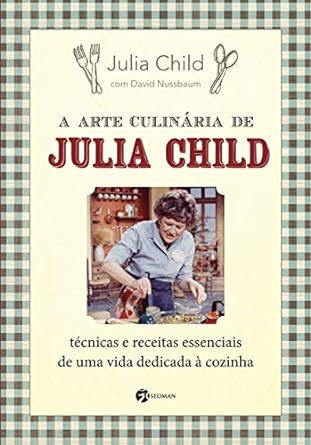 Julia Child
com David Nussbaum
A ARTE CULINÁRIA DE
JULIA CHILD
técnicas e receitas essenciais
de uma vida dedicada à cozinha
SEOMAN